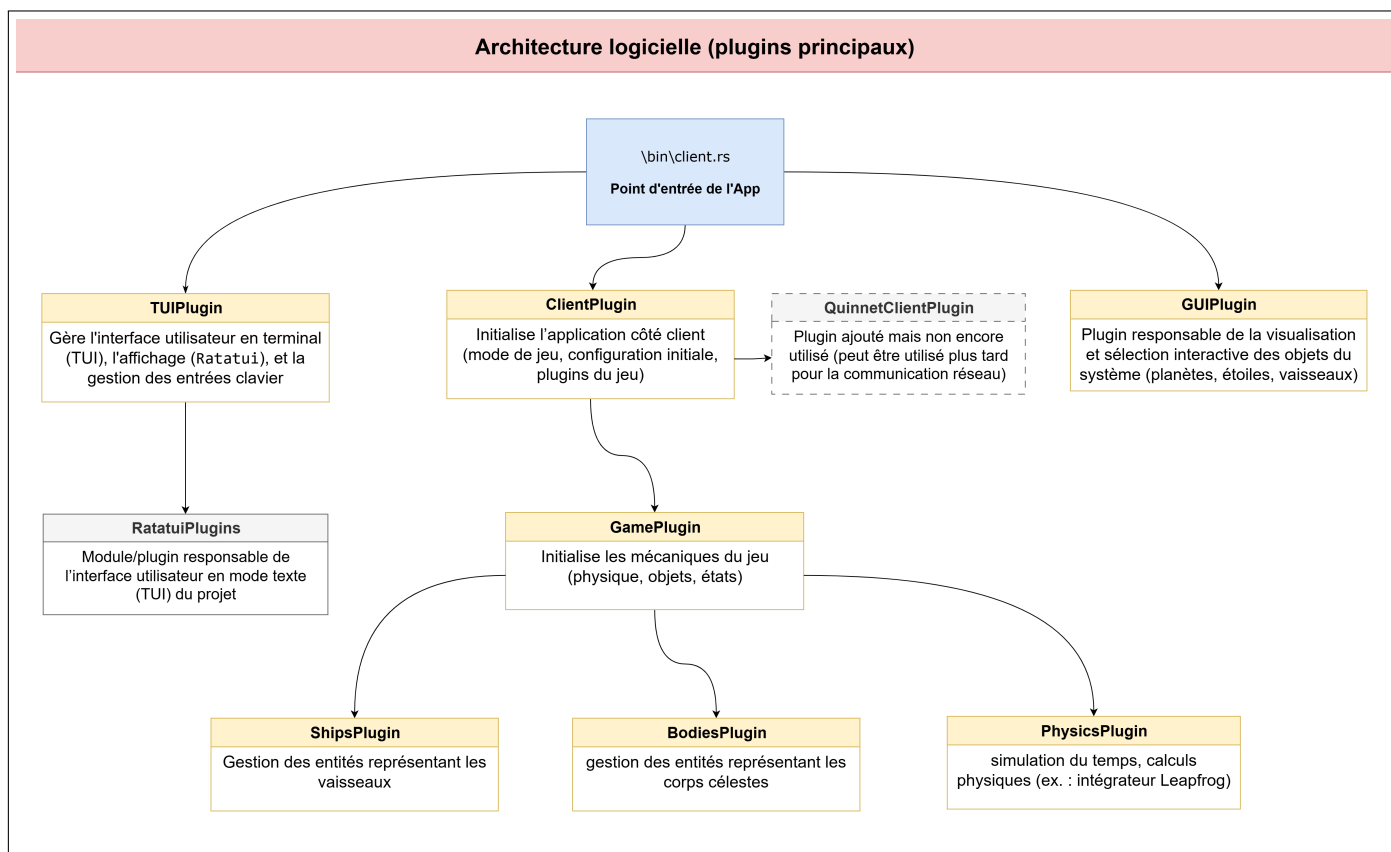 Architecture logicielle (plugins principaux)
\bin\client.rs
Point d'entrée de l'App
TUIPlugin
Gère l'interface utilisateur en terminal
(TUI), l'affichage (Ratatui), et la
gestion des entrées clavier
ClientPlugin
Initialise l’application côté client
(mode de jeu, configuration initiale,
plugins du jeu)
QuinnetClientPlugin
Plugin ajouté mais non encore
utilisé (peut être utilisé plus tard
pour la communication réseau)
GUIPlugin
Plugin responsable de la visualisation
et sélection interactive des objets du
système (planètes, étoiles, vaisseaux)
RatatuiPlugins
Module/plugin responsable de
l’interface utilisateur en mode texte
(TUI) du projet
GamePlugin
Initialise les mécaniques du jeu
(physique, objets, états)
ShipsPlugin
Gestion des entités représentant les
vaisseaux
BodiesPlugin
gestion des entités représentant les
corps célestes
PhysicsPlugin
simulation du temps, calculs
physiques (ex. : intégrateur Leapfrog)